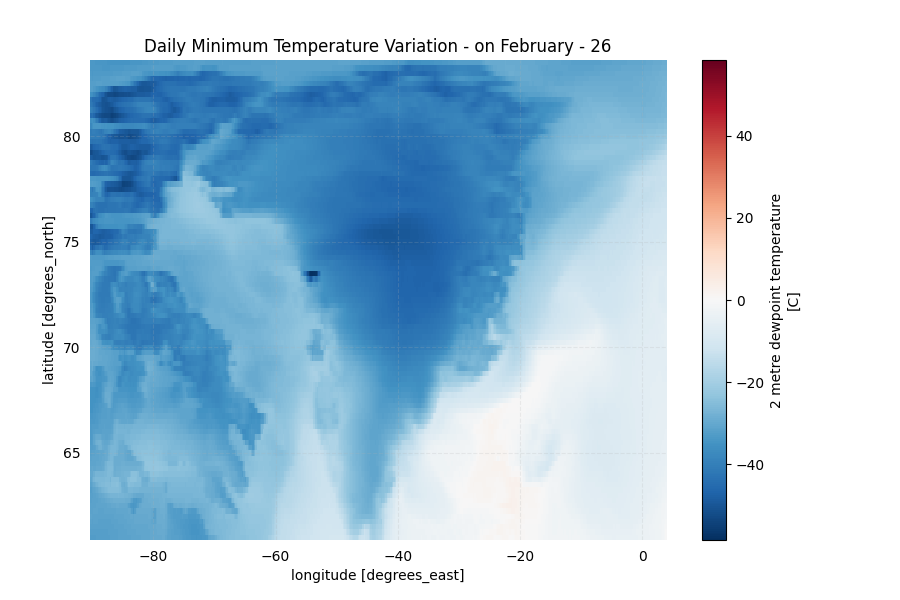 Daily Minimum Temperature Variation - on February - 26
80
75
70
65
latitude [degrees_north]
−80
−60
−40
−20
0
longitude [degrees_east]
40
20
0
−20
−40
2 metre dewpoint temperature
[C]